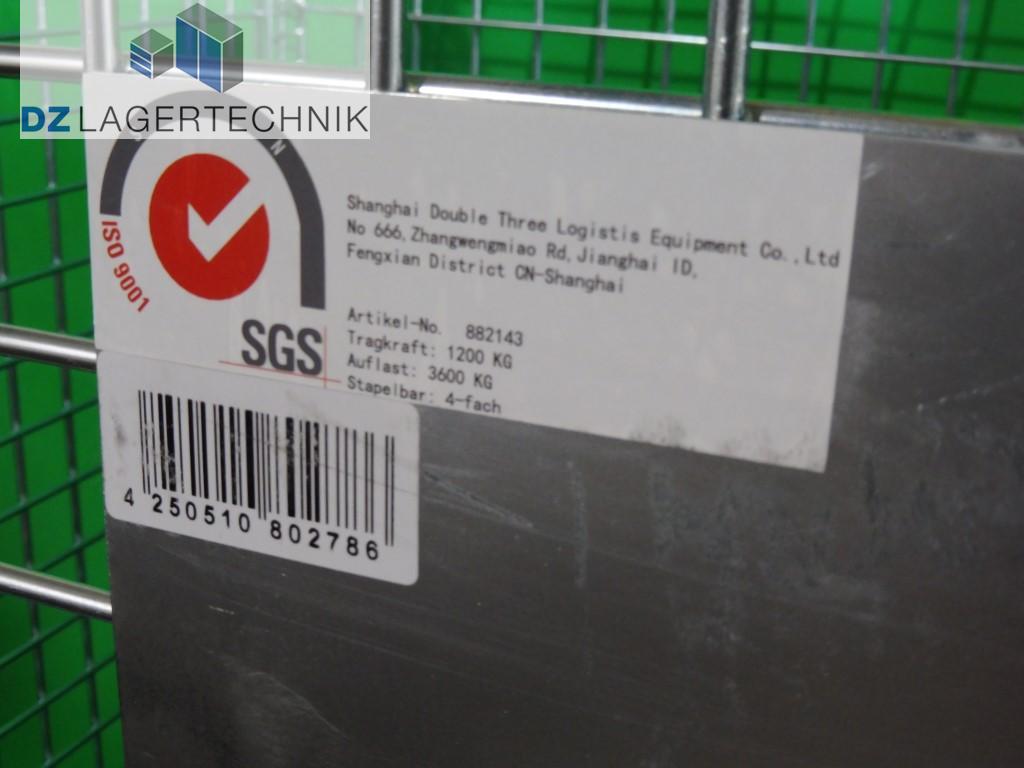 DZ LAGERTECHNIK
ISO 9001
SGS
Shanghai Double Three Logistis Equipment Co.,Ltd
No 666,Zhangwengmiao Rd,Jianghai ID,
Fengxian District CN-Shanghai
Artikel-No. 882143
Tragkraft: 1200 KG
Auflast: 3600 KG
Stapelbar: 4-fach
4 250510 802786